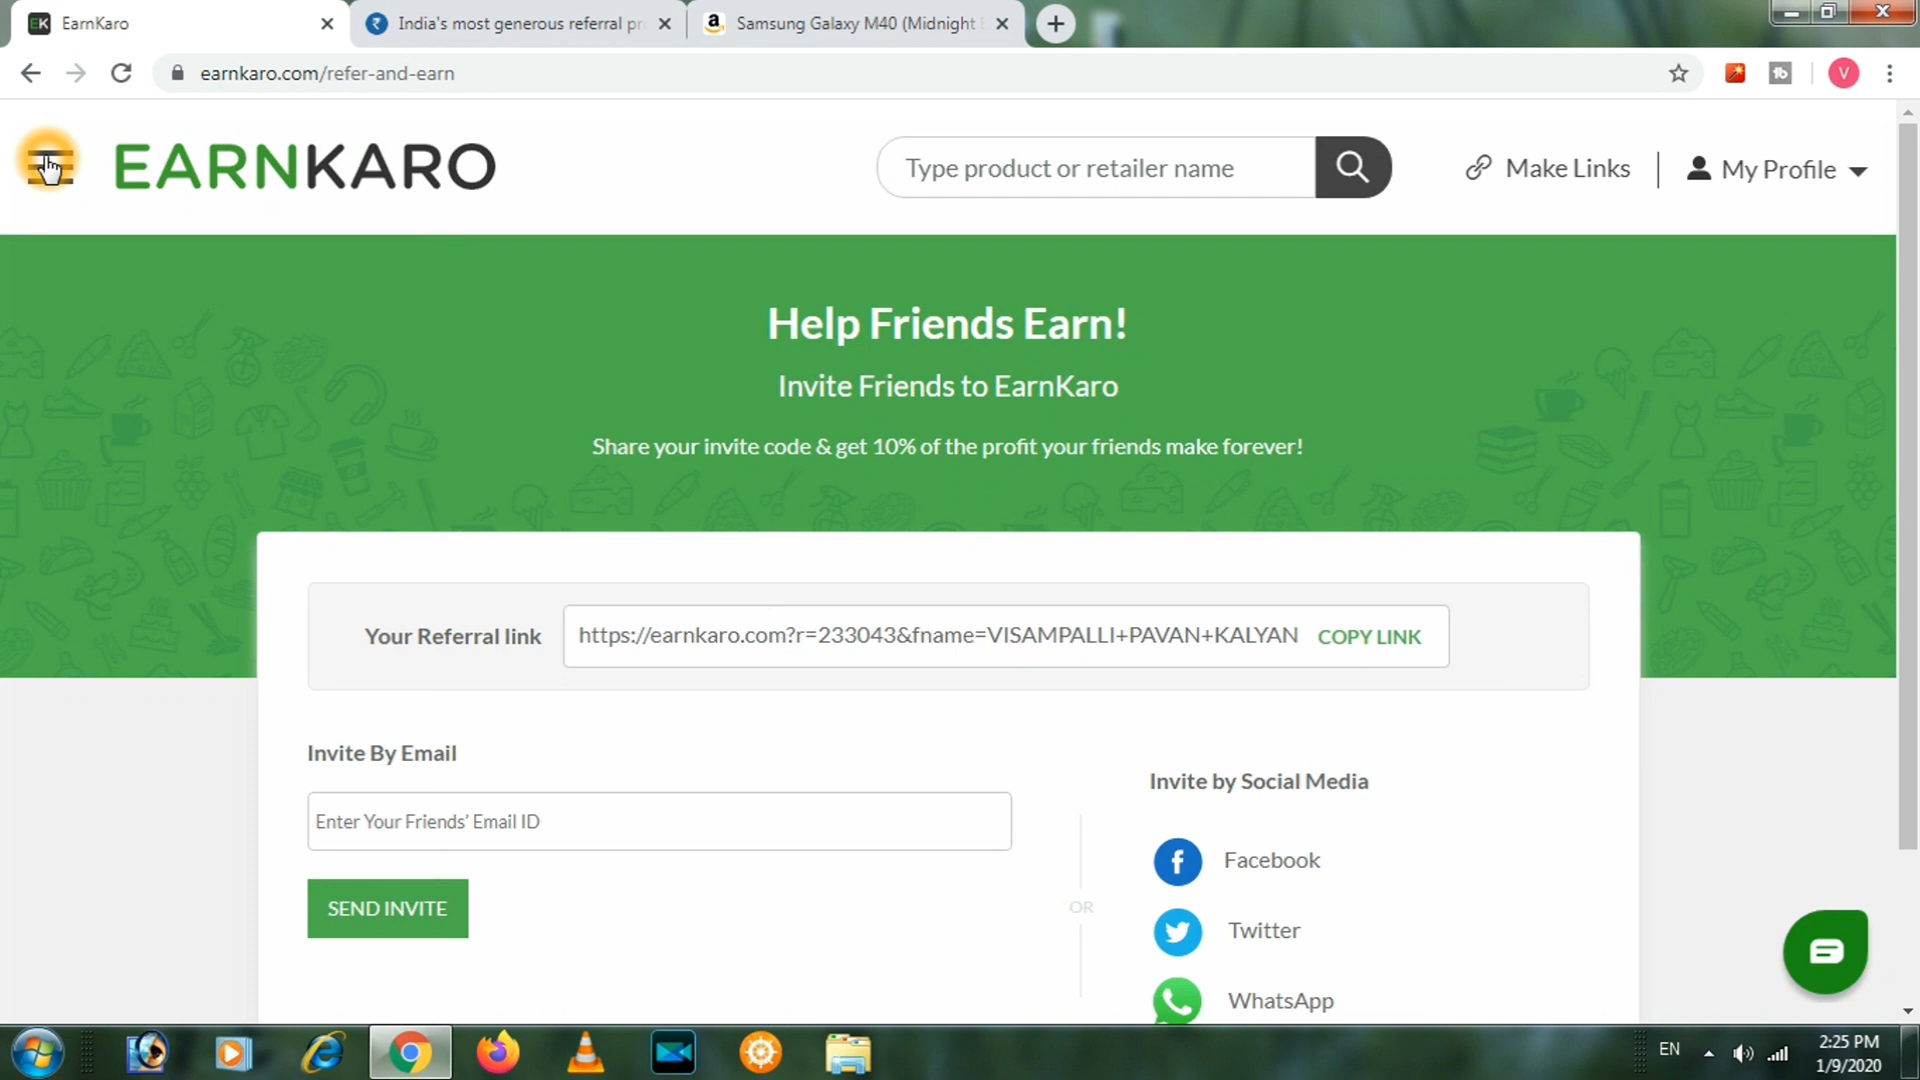 EK EarnKaro
India's most generous referral pr
Samsung Galaxy M40 (Midnight
earnkaro.com/refer-and-earn
V
EARNKARO
Type product or retailer name
Make Links
My Profile
Help Friends Earn!
Invite Friends to EarnKaro
Share your invite code & get 10% of the profit your friends make forever!
Your Referral link
https://earnkaro.com?r=233043&fname=VISAMPALLI+PAVAN+KALYAN
COPY LINK
Invite By Email
Enter Your Friends' Email ID
SEND INVITE
OR
Invite by Social Media
Facebook
Twitter
WhatsApp
EN
2:25 PM
1/9/2020